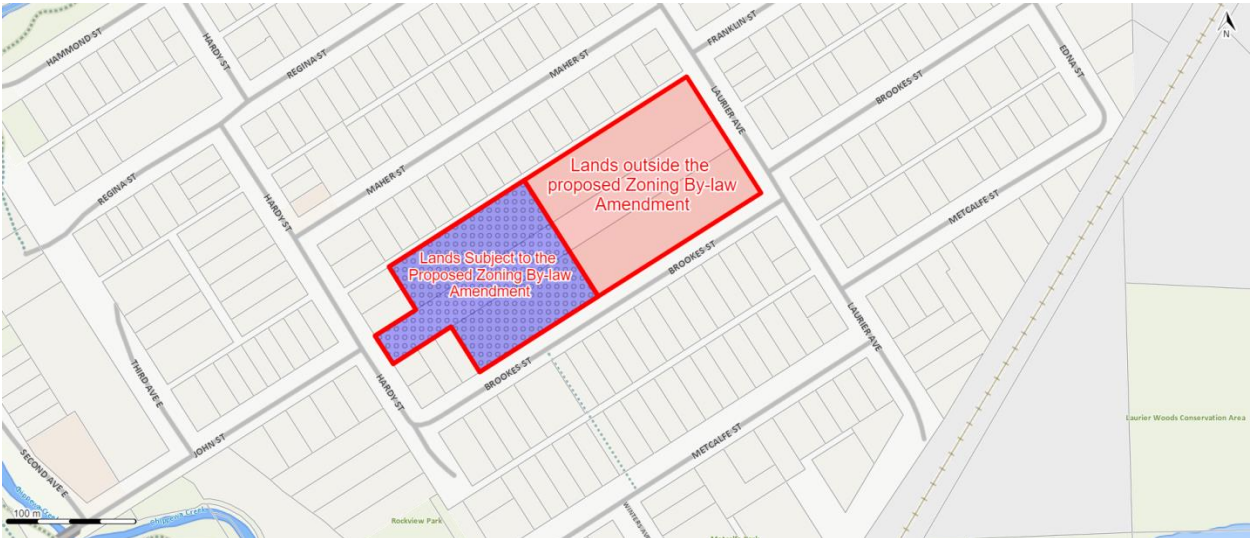 HAMMOND ST
HARDY ST
REGINA ST
MAHER ST
FRANKLIN ST
N
EDNA ST
LAURIER AVE
BROOKES ST
Lands outside the
proposed Zoning By-law
Amendment
REGINA ST
MAHER ST
HARDY ST
METCALFE ST
Lands Subject to the
Proposed Zoning By-law
Amendment
BROOKES ST
LAURIER AVE
THIRD AVE E
HARDY ST
BROOKES ST
Laurier Woods Conservation Area
JOHN ST
METCALFE ST
SECOND AVE E
100 m
Rockview Park